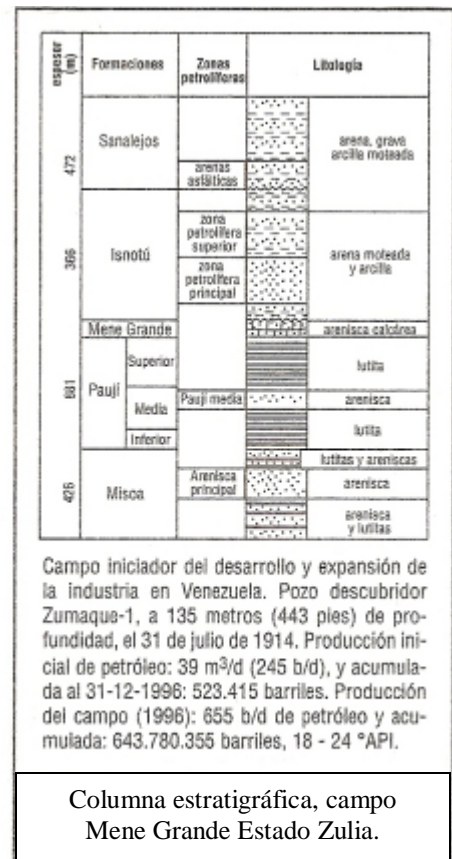 espesor (m)
Formaciones
Zonas petrolíferas
Litología
472
Sanalejos
arenas asfálticas
arena, grava
arcilla moteada
366
Isnotú
zona petrolífera superior
zona petrolífera principal
arena moteada
y arcilla
Mene Grande
arenisca calcárea
881
Paují
Superior
lutita
Media
Paují media
arenisca
Inferior
lutita
426
Misoa
lutitas y areniscas
Arenisca principal
arenisca
arenisca
y lutitas
Campo iniciador del desarrollo y expansión de
la industria en Venezuela. Pozo descubridor
Zumaque-1, a 135 metros (443 pies) de pro-
fundidad, el 31 de julio de 1914. Producción ini-
cial de petróleo: 39 m³/d (245 b/d), y acumula-
da al 31-12-1996: 523.415 barriles. Producción
del campo (1996): 655 b/d de petróleo y acu-
mulada: 643.780.355 barriles, 18 - 24 °API.
Columna estratigráfica, campo
Mene Grande Estado Zulia.